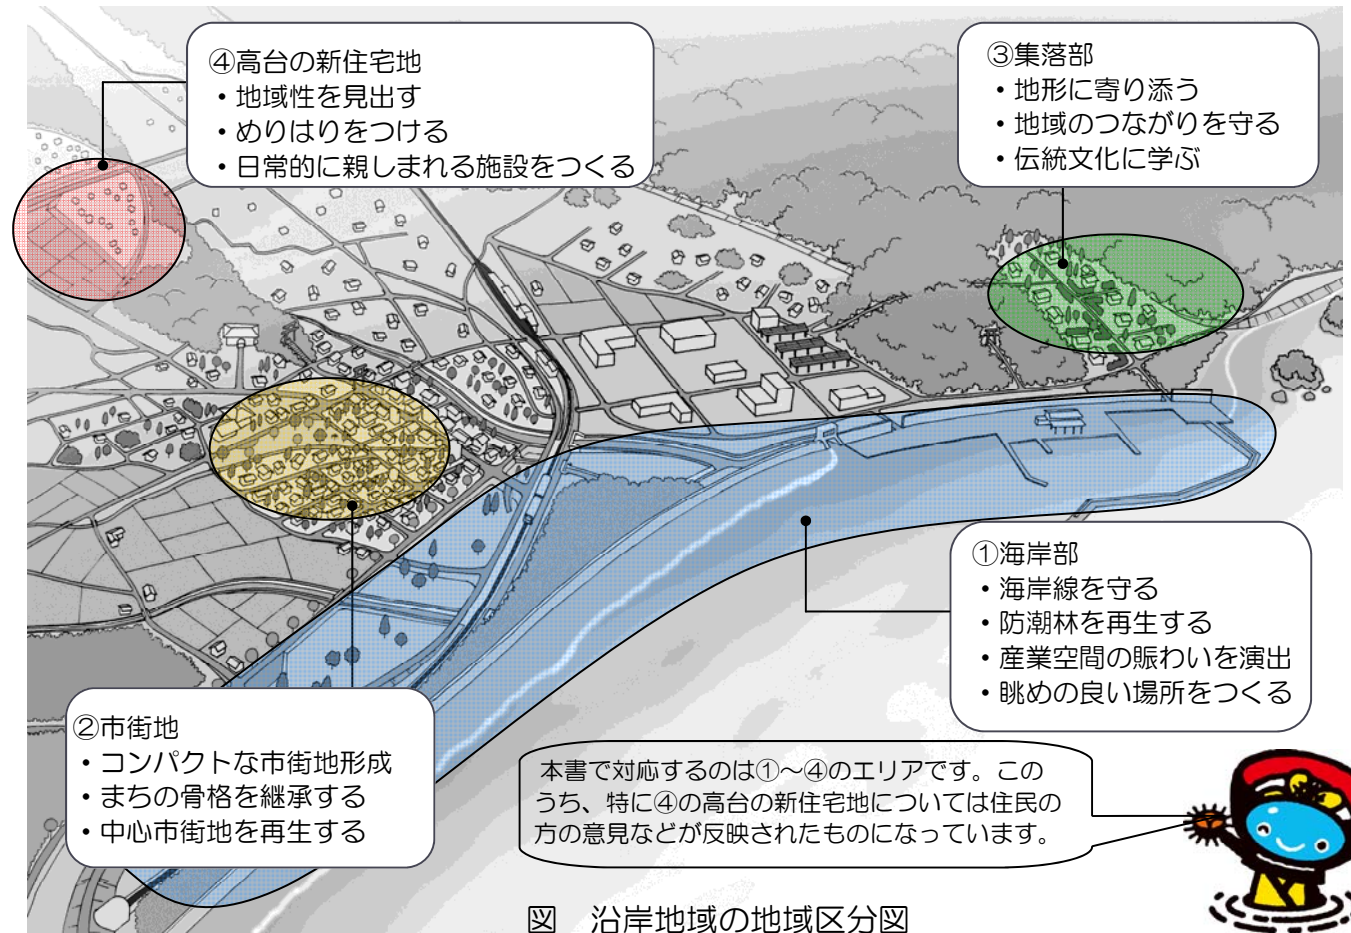 ④高台の新住宅地
・地域性を見出す
・めりはりをつける
・日常的に親しまれる施設をつくる
③集落部
・地形に寄り添う
・地域のつながりを守る
・伝統文化に学ぶ
①海岸部
・海岸線を守る
・防潮林を再生する
・産業空間の賑わいを演出
・眺めの良い場所をつくる
②市街地
・コンパクトな市街地形成
・まちの骨格を継承する
・中心市街地を再生する
本書で対応するのは①～④のエリアです。この
うち、特に④の高台の新住宅地については住民の
方の意見などが反映されたものになっています。
図　沿岸地域の地域区分図